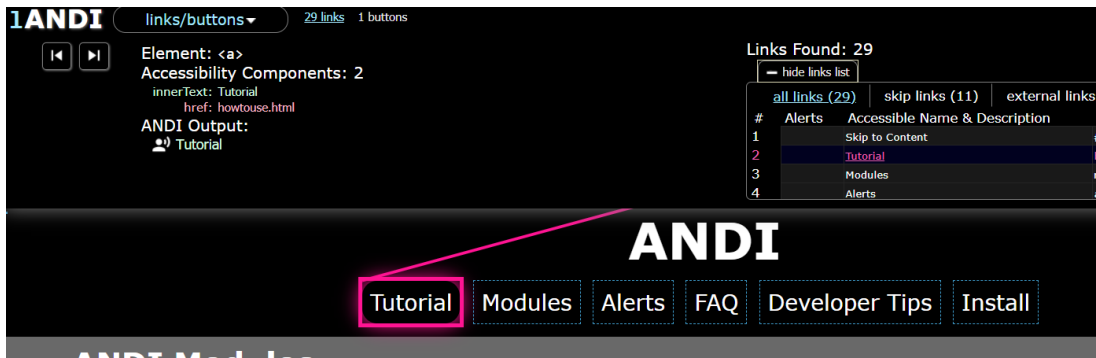 1ANDI links/buttons 29 links 1 buttons
Element: <a>
Accessibility Components: 2
innerText: Tutorial
href: howtouse.html
ANDI Output:
Tutorial
Links Found: 29
hide links list
all links (29) skip links (11) external links
# Alerts Accessible Name & Description
1 Skip to Content
2 Tutorial
3 Modules
4 Alerts
ANDI
Tutorial Modules Alerts FAQ Developer Tips Install
ANDI Modules